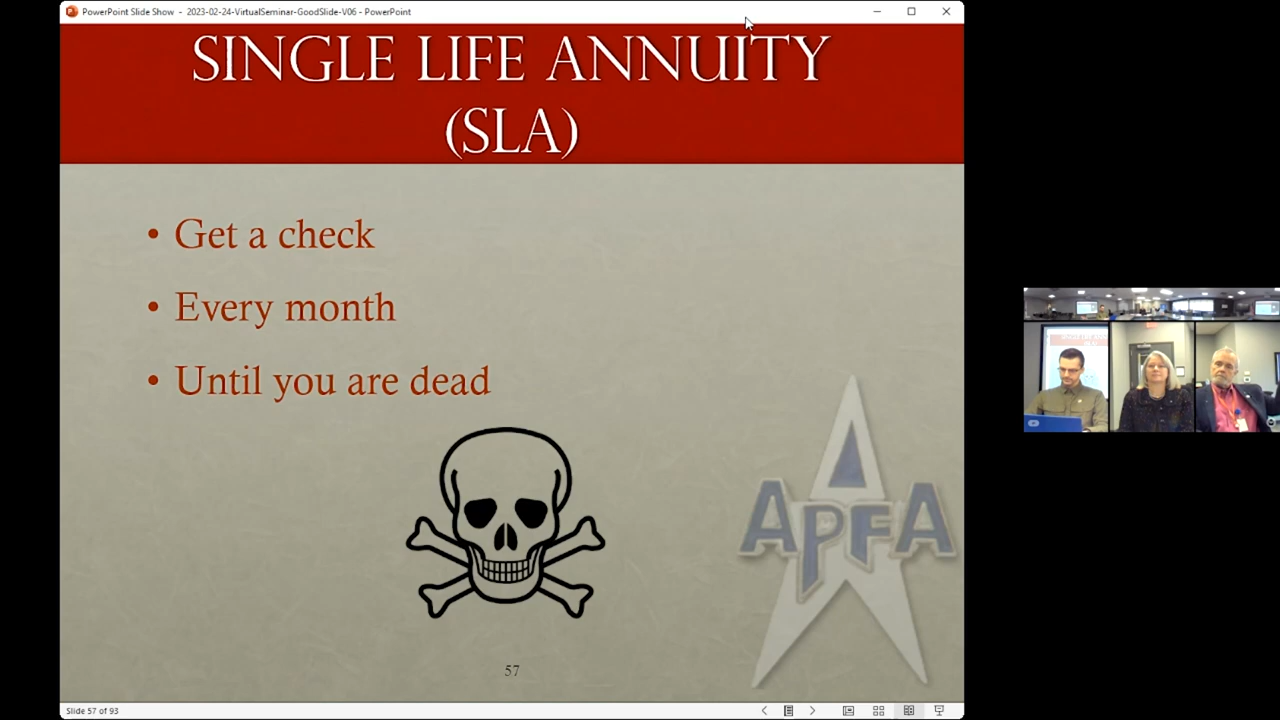 PowerPoint Slide Show - 2023-02-24-VirtualSeminar-GoodSlide-V06 - PowerPoint
SINGLE LIFE ANNUITY
(SLA)
• Get a check
• Every month
• Until you are dead
APFA
57
Slide 57 of 93